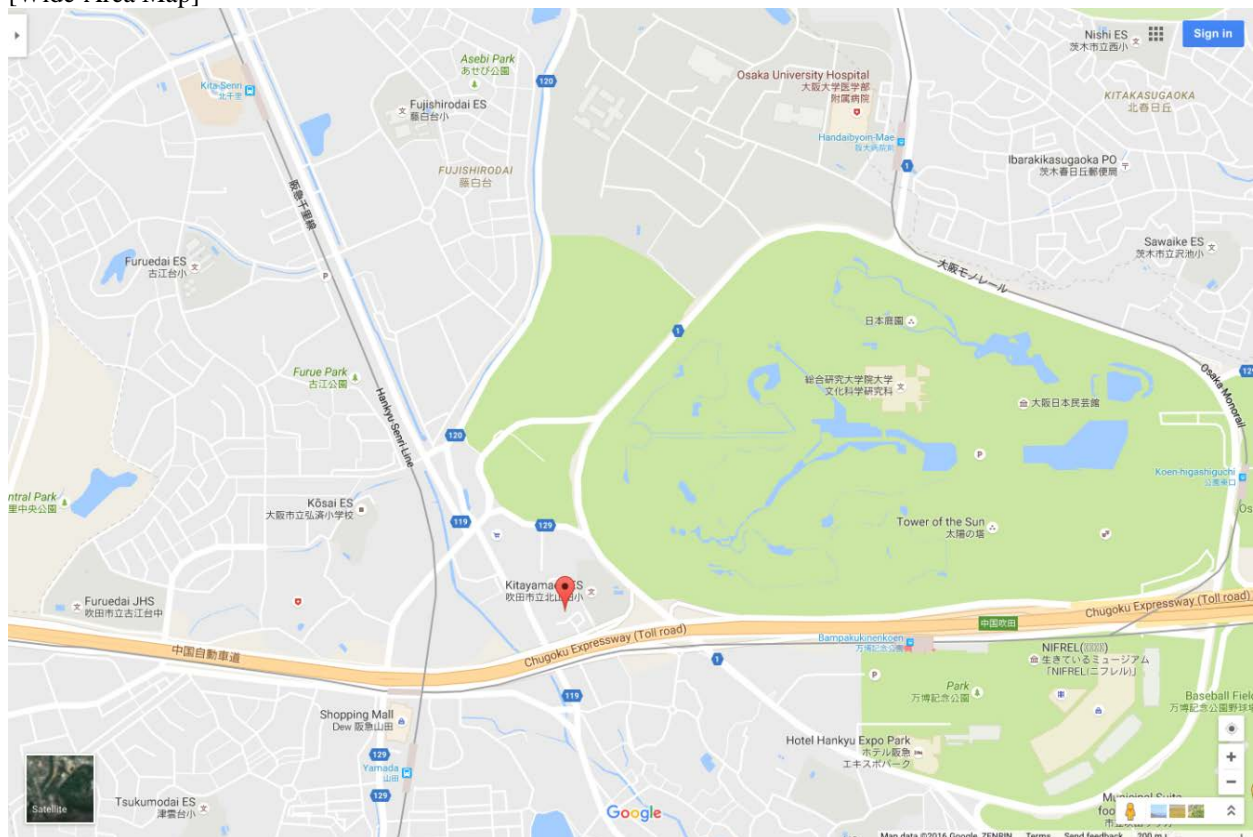 [Wide-Area Map]
Nishi ES
茨木市立西小
Sign in
Asebi Park
あせび公園
120
Osaka University Hospital
大阪大学医学部
附属病院
Kita-Senri
北千里
Fujishirodai ES
藤白台小
KITAKASUGAOKA
北春日丘
Handaibyoin-Mae
阪大病院前
1
Ibarakikasugaoka PO
茨木春日丘郵便局
FUJISHIRODAI
藤白台
阪急千里線
Sawaike ES
茨木市立沢池小
Furuedai ES
古江台小
P
大阪モノレール
日本庭園
1
Furue Park
古江公園
総合研究大学院大学
文化科学研究科
Osaka Monorail
129
大阪日本民芸館
Hankyu Senri Line
120
P
Koen-higashiguchi
公園東口
ntral Park
里中央公園
Kōsai ES
大阪市立弘済小学校
119
129
Tower of the Sun
太陽の塔
Os
Kitayamad ES
吹田市立北山田小
Furuedai JHS
吹田市立古江台中
Chugoku Expressway (Toll road)
中国吹田
Chugoku Expressway (Toll road)
中国自動車道
Bampakukinenkoen
万博記念公園
1
NIFREL(
生きているミュージアム
「NIFREL(ニフレル)」
P
Park
万博記念公園
119
Baseball Field
万博記念公園野球場
Shopping Mall
Dew 阪急山田
Hotel Hankyu Expo Park
ホテル阪急
エキスポパーク
129
Yamada
山田
129
Satellite
Tsukumodai ES
津雲台小
Google
Municipal Suita
foo
Map data ©2016 Google, ZENRIN
Terms
Send feedback
200 m